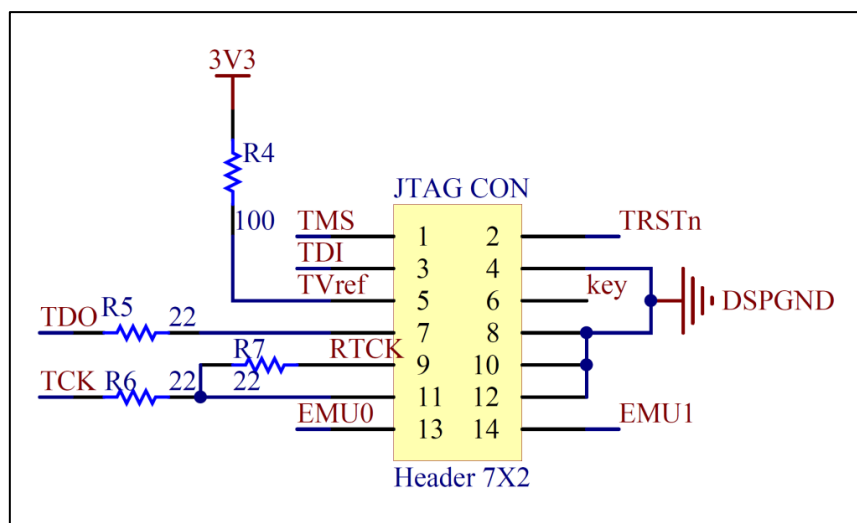 3V3
R4
100
JTAG CON
TMS 1 2 TRSTn
TDI 3 4
TVref 5 6 key
DSPGND
TDO R5 22 7 8
R7 22 RTCK 9 10
TCK R6 22 11 12
EMU0 13 14 EMU1
Header 7X2